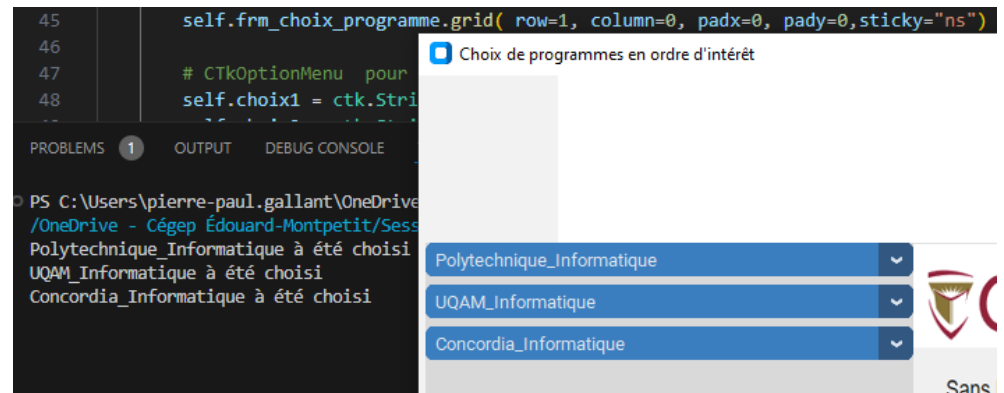 45 self.frm_choix_programme.grid( row=1, column=0, padx=0, pady=0,sticky="ns")
46
47 # CTkOptionMenu pour
48 self.choix1 = ctk.Stri
Choix de programmes en ordre d'intérêt
PROBLEMS 1 OUTPUT DEBUG CONSOLE
PS C:\Users\pierre-paul.gallant\OneDrive
/OneDrive - Cégep Édouard-Montpetit/Sess
Polytechnique_Informatique à été choisi
UQAM_Informatique à été choisi
Concordia_Informatique à été choisi
Polytechnique_Informatique
UQAM_Informatique
Concordia_Informatique
Sans